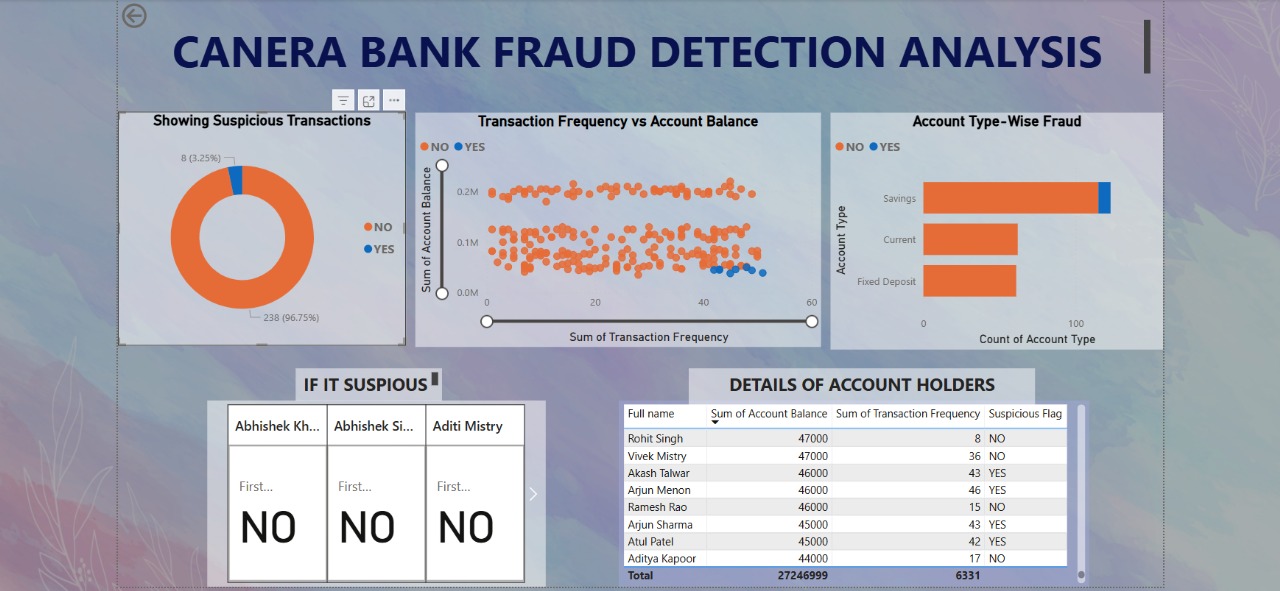 CANERA BANK FRAUD DETECTION ANALYSIS
Showing Suspicious Transactions
8 (3.25%)
238 (96.75%)
NO
YES
Transaction Frequency vs Account Balance
NO YES
Sum of Account Balance
0.2M
0.1M
0.0M
0 20 40 60
Sum of Transaction Frequency
Account Type-Wise Fraud
NO YES
Account Type
Savings
Current
Fixed Deposit
0 100
Count of Account Type
IF IT SUSPIOUS
Abhishek Kh... Abhishek Si... Aditi Mistry
First... First... First...
NO NO NO
DETAILS OF ACCOUNT HOLDERS
Full name Sum of Account Balance Sum of Transaction Frequency Suspicious Flag
Rohit Singh 47000 8 NO
Vivek Mistry 47000 36 NO
Akash Talwar 46000 43 YES
Arjun Menon 46000 46 YES
Ramesh Rao 46000 15 NO
Arjun Sharma 45000 43 YES
Atul Patel 45000 42 YES
Aditya Kapoor 44000 17 NO
Total 27246999 6331